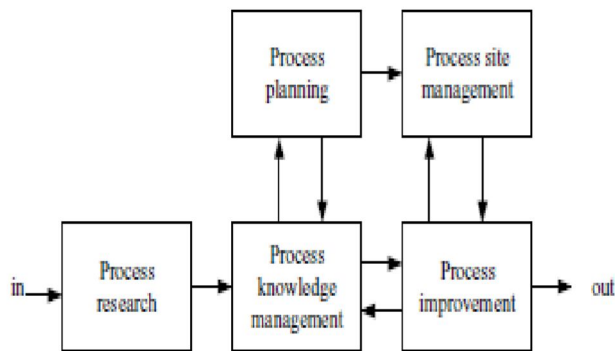 Process
planning
Process site
management
in
Process
research
Process
knowledge
management
Process
improvement
out